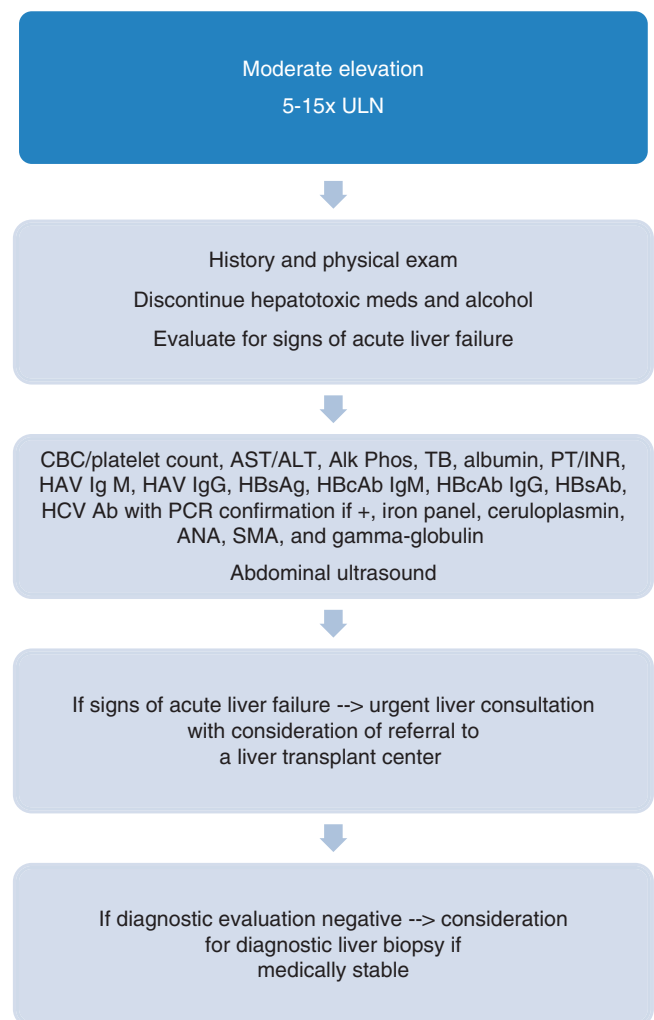 Moderate elevation
5-15x ULN
History and physical exam
Discontinue hepatotoxic meds and alcohol
Evaluate for signs of acute liver failure
CBC/platelet count, AST/ALT, Alk Phos, TB, albumin, PT/INR,
HAV Ig M, HAV IgG, HBsAg, HBcAb IgM, HBcAb IgG, HBsAb,
HCV Ab with PCR confirmation if +, iron panel, ceruloplasmin,
ANA, SMA, and gamma-globulin
Abdominal ultrasound
If signs of acute liver failure --> urgent liver consultation
with consideration of referral to
a liver transplant center
If diagnostic evaluation negative --> consideration
for diagnostic liver biopsy if
medically stable